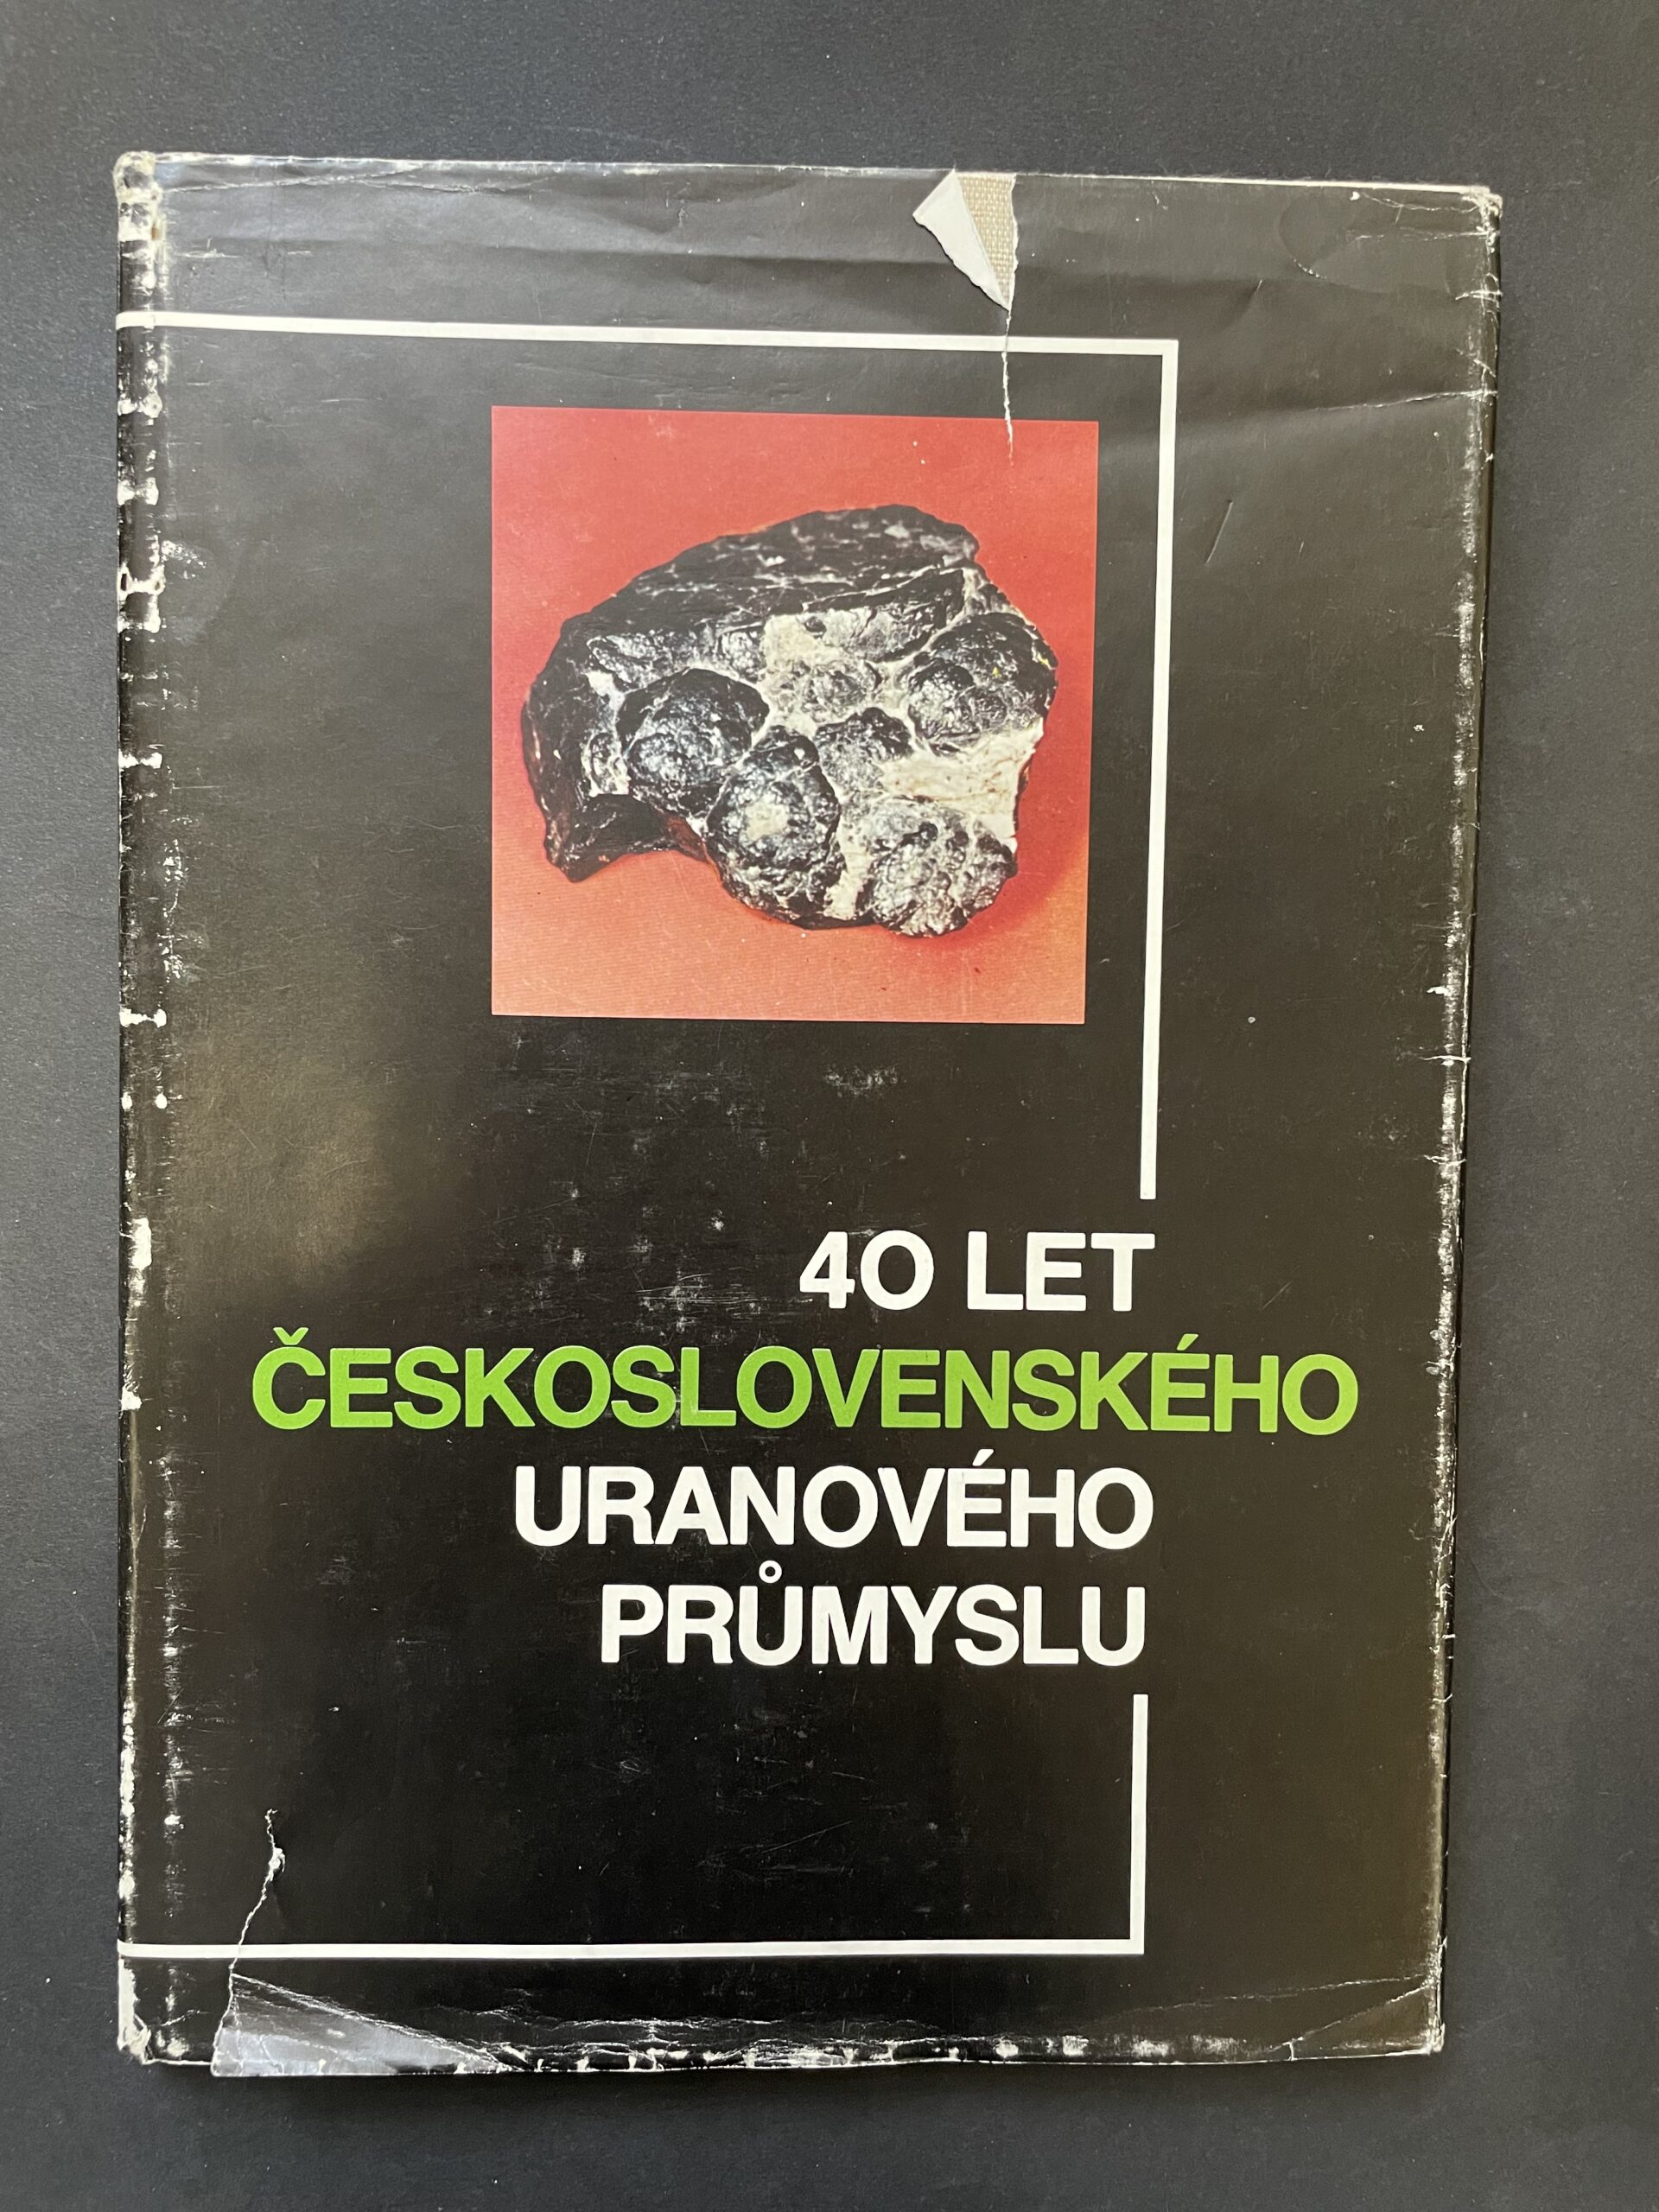 40 LET
ČESKOSLOVENSKÉHO
URANOVÉHO
PRŮMYSLU